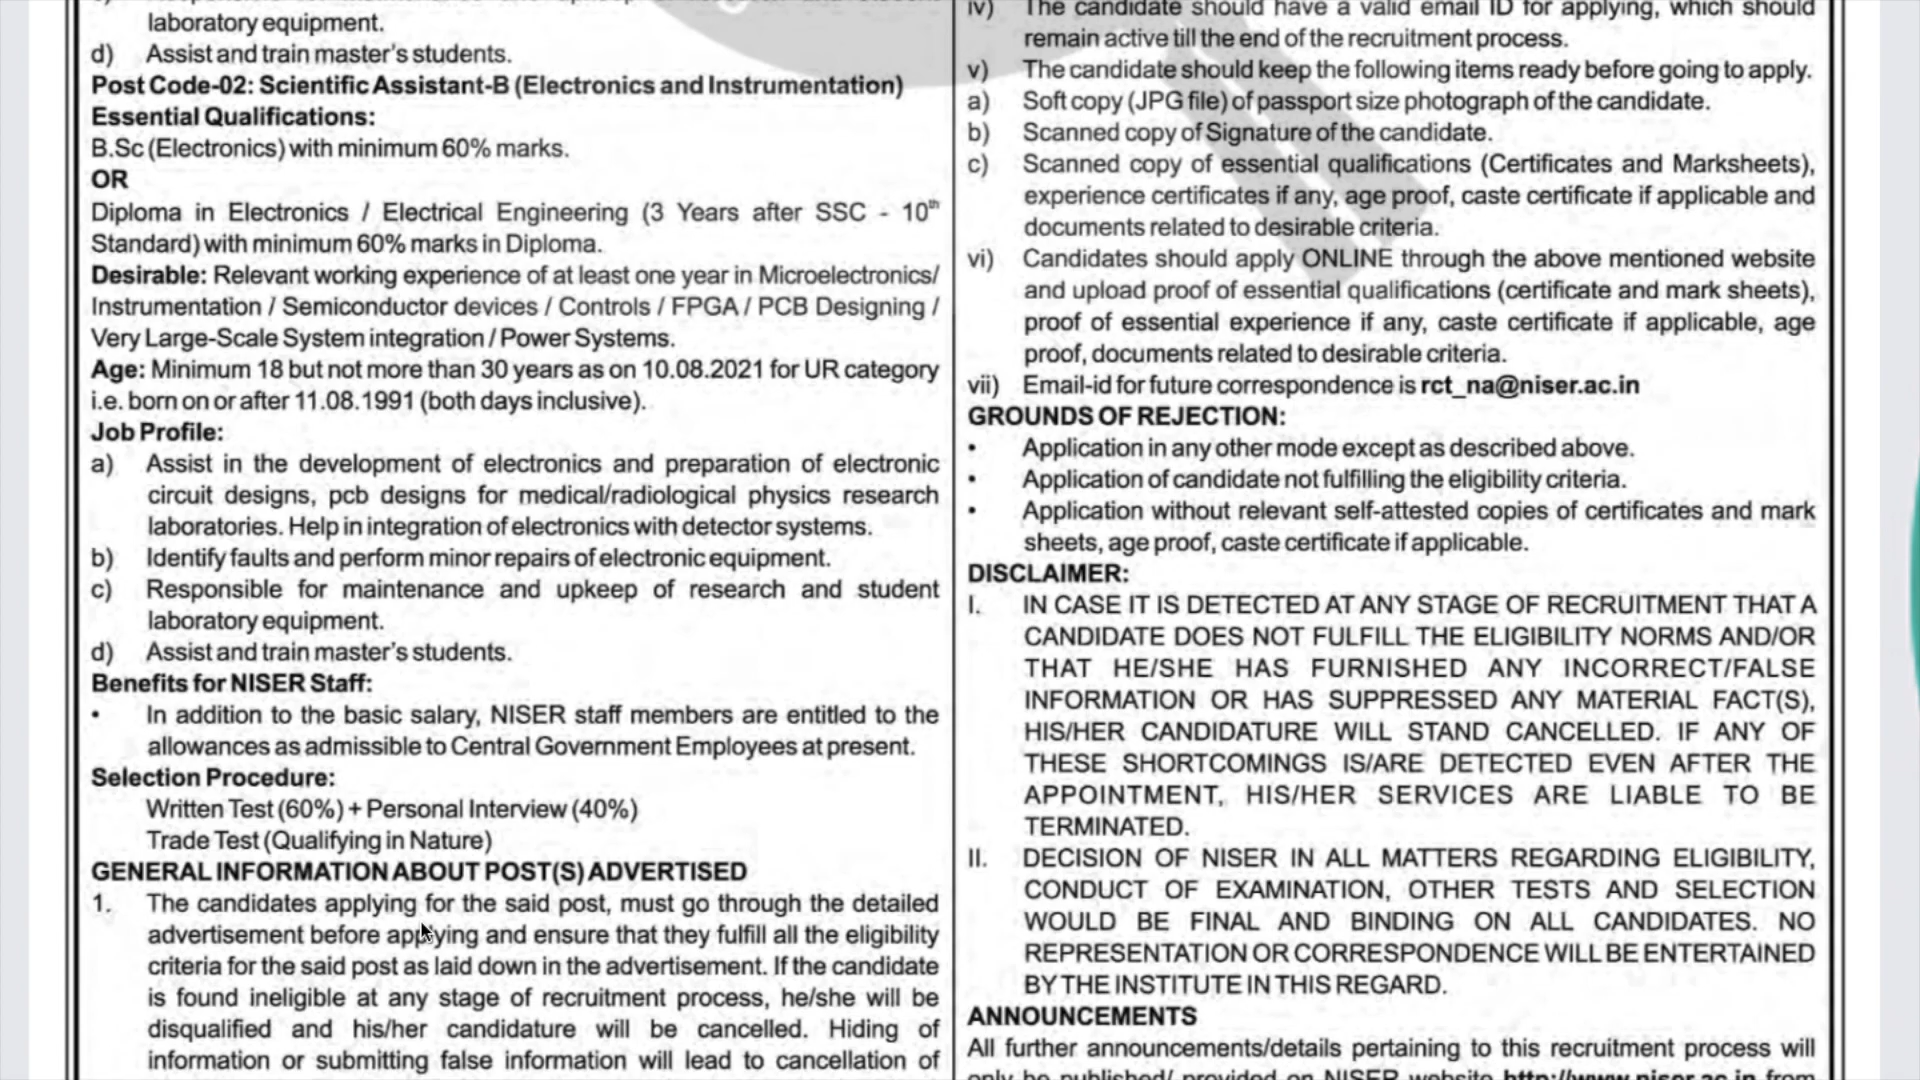 laboratory equipment.
d) Assist and train master's students.
Post Code-02: Scientific Assistant-B (Electronics and Instrumentation)
Essential Qualifications:
B.Sc (Electronics) with minimum 60% marks.
OR
Diploma in Electronics / Electrical Engineering (3 Years after SSC - 10th
Standard) with minimum 60% marks in Diploma.
Desirable: Relevant working experience of at least one year in Microelectronics/
Instrumentation / Semiconductor devices / Controls / FPGA / PCB Designing /
Very Large-Scale System integration / Power Systems.
Age: Minimum 18 but not more than 30 years as on 10.08.2021 for UR category
i.e. born on or after 11.08.1991 (both days inclusive).
Job Profile:
a) Assist in the development of electronics and preparation of electronic
circuit designs, pcb designs for medical/radiological physics research
laboratories. Help in integration of electronics with detector systems.
b) Identify faults and perform minor repairs of electronic equipment.
c) Responsible for maintenance and upkeep of research and student
laboratory equipment.
d) Assist and train master's students.
Benefits for NISER Staff:
• In addition to the basic salary, NISER staff members are entitled to the
allowances as admissible to Central Government Employees at present.
Selection Procedure:
Written Test (60%) + Personal Interview (40%)
Trade Test (Qualifying in Nature)
GENERAL INFORMATION ABOUT POST(S) ADVERTISED
1. The candidates applying for the said post, must go through the detailed
advertisement before applying and ensure that they fulfill all the eligibility
criteria for the said post as laid down in the advertisement. If the candidate
is found ineligible at any stage of recruitment process, he/she will be
disqualified and his/her candidature will be cancelled. Hiding of
information or submitting false information will lead to cancellation of
iv) The candidate should have a valid email ID for applying, which should
remain active till the end of the recruitment process.
v) The candidate should keep the following items ready before going to apply.
a) Soft copy (JPG file) of passport size photograph of the candidate.
b) Scanned copy of Signature of the candidate.
c) Scanned copy of essential qualifications (Certificates and Marksheets),
experience certificates if any, age proof, caste certificate if applicable and
documents related to desirable criteria.
vi) Candidates should apply ONLINE through the above mentioned website
and upload proof of essential qualifications (certificate and mark sheets),
proof of essential experience if any, caste certificate if applicable, age
proof, documents related to desirable criteria.
vii) Email-id for future correspondence is rct_na@niser.ac.in
GROUNDS OF REJECTION:
• Application in any other mode except as described above.
• Application of candidate not fulfilling the eligibility criteria.
• Application without relevant self-attested copies of certificates and mark
sheets, age proof, caste certificate if applicable.
DISCLAIMER:
I. IN CASE IT IS DETECTED AT ANY STAGE OF RECRUITMENT THAT A
CANDIDATE DOES NOT FULFILL THE ELIGIBILITY NORMS AND/OR
THAT HE/SHE HAS FURNISHED ANY INCORRECT/FALSE
INFORMATION OR HAS SUPPRESSED ANY MATERIAL FACT(S),
HIS/HER CANDIDATURE WILL STAND CANCELLED. IF ANY OF
THESE SHORTCOMINGS IS/ARE DETECTED EVEN AFTER THE
APPOINTMENT, HIS/HER SERVICES ARE LIABLE TO BE
TERMINATED.
II. DECISION OF NISER IN ALL MATTERS REGARDING ELIGIBILITY,
CONDUCT OF EXAMINATION, OTHER TESTS AND SELECTION
WOULD BE FINAL AND BINDING ON ALL CANDIDATES. NO
REPRESENTATION OR CORRESPONDENCE WILL BE ENTERTAINED
BY THE INSTITUTE IN THIS REGARD.
ANNOUNCEMENTS
All further announcements/details pertaining to this recruitment process will
only be published/ provided on NISER website http://www.niser.ac.in from